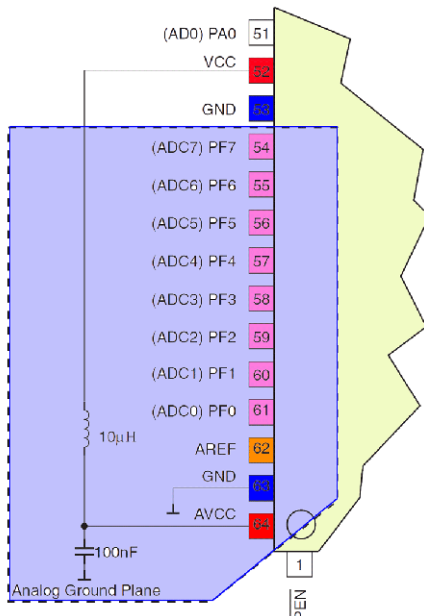 (AD0) PA0 51
VCC 52
GND 53
(ADC7) PF7 54
(ADC6) PF6 55
(ADC5) PF5 56
(ADC4) PF4 57
(ADC3) PF3 58
(ADC2) PF2 59
(ADC1) PF1 60
(ADC0) PF0 61
10μH
AREF 62
GND 63
AVCC 64
100nF
Analog Ground Plane
1
PEN